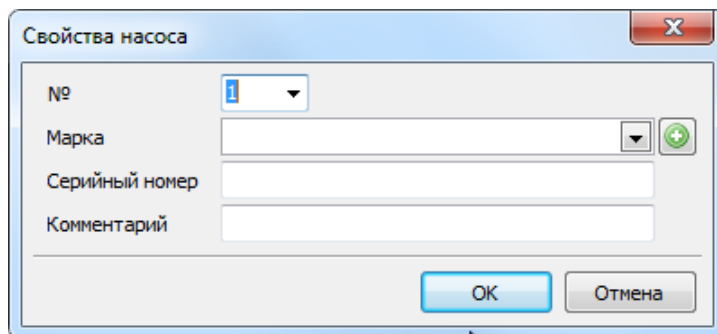 Свойства насоса
№ 1
Марка
Серийный номер
Комментарий
OK Отмена